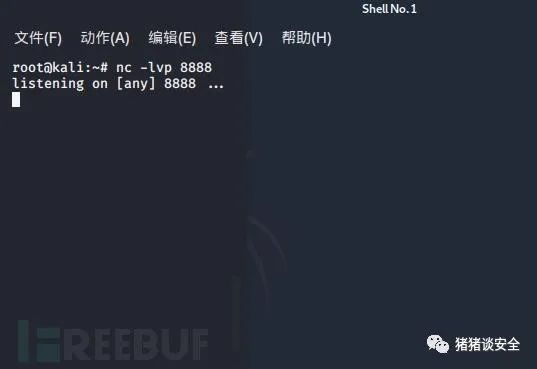 Shell No. 1
文件(F) 动作(A) 编辑(E) 查看(V) 帮助(H)
root@kali:~# nc -lvp 8888
listening on [any] 8888 ...
FREEBUF
猪猪谈安全